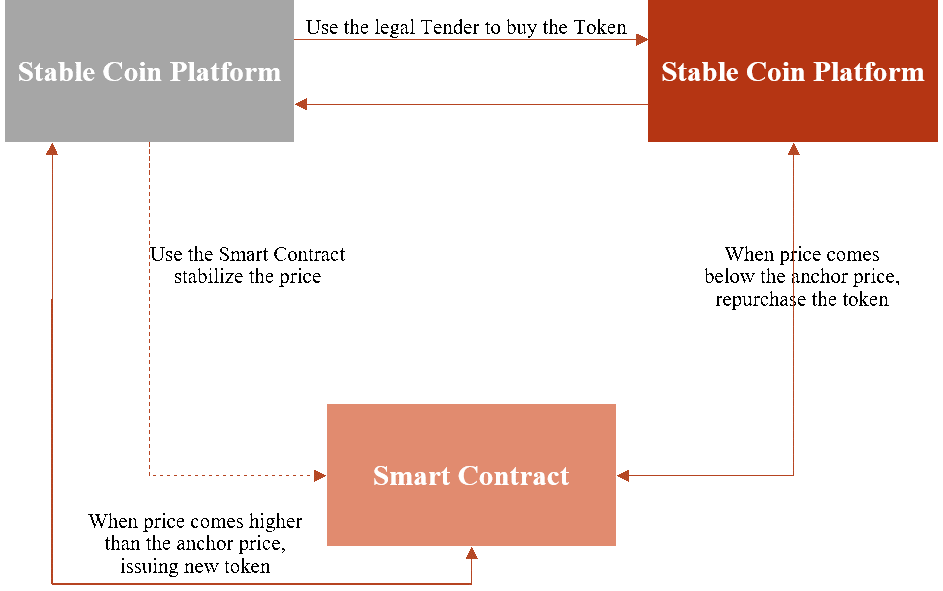 Use the legal Tender to buy the Token
Stable Coin Platform
Stable Coin Platform
Use the Smart Contract
stabilize the price
When price comes
below the anchor price,
repurchase the token
Smart Contract
When price comes higher
than the anchor price,
issuing new token